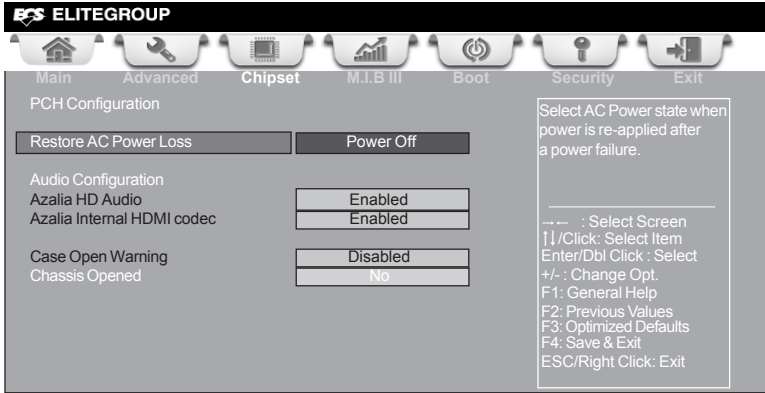 ECS ELITEGROUP
Main Advanced Chipset M.I.B III Boot Security Exit
PCH Configuration
Restore AC Power Loss Power Off
Audio Configuration
Azalia HD Audio Enabled
Azalia Internal HDMI codec Enabled
Case Open Warning Disabled
Chassis Opened No
Select AC Power state when
power is re-applied after
a power failure.
→← : Select Screen
↑↓/Click: Select Item
Enter/Dbl Click : Select
+/- : Change Opt.
F1: General Help
F2: Previous Values
F3: Optimized Defaults
F4: Save & Exit
ESC/Right Click: Exit